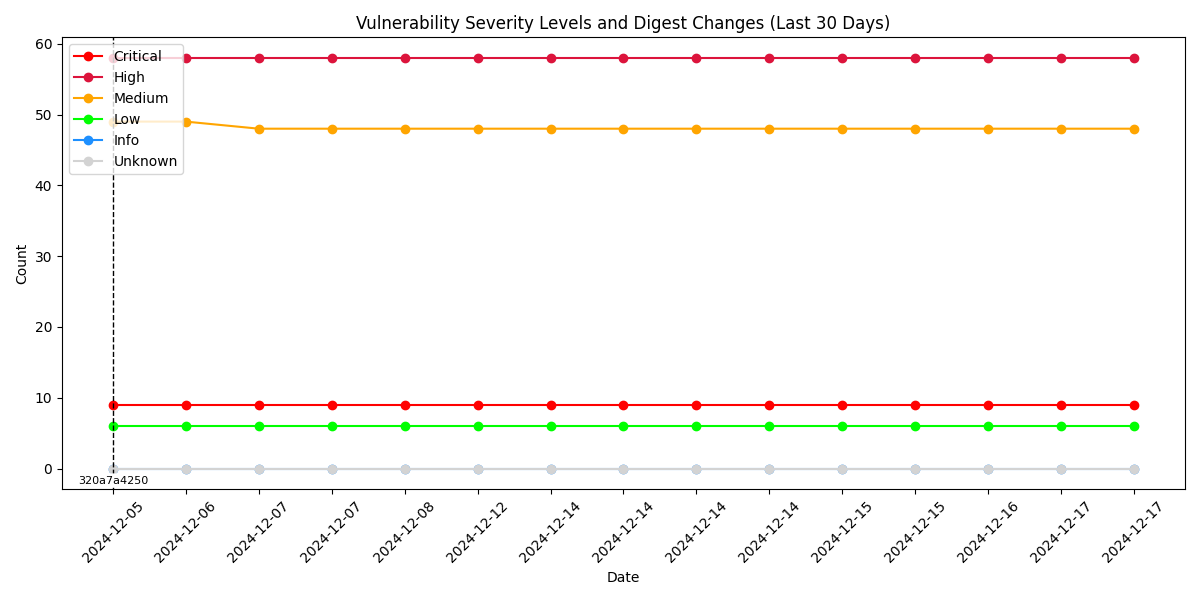 Vulnerability Severity Levels and Digest Changes (Last 30 Days)
60
50
40
30
20
10
0
Count
Critical
High
Medium
Low
Info
Unknown
320a7a4250
2024-12-05
2024-12-06
2024-12-07
2024-12-07
2024-12-08
2024-12-12
2024-12-14
2024-12-14
2024-12-14
2024-12-14
2024-12-15
2024-12-15
2024-12-16
2024-12-17
2024-12-17
Date